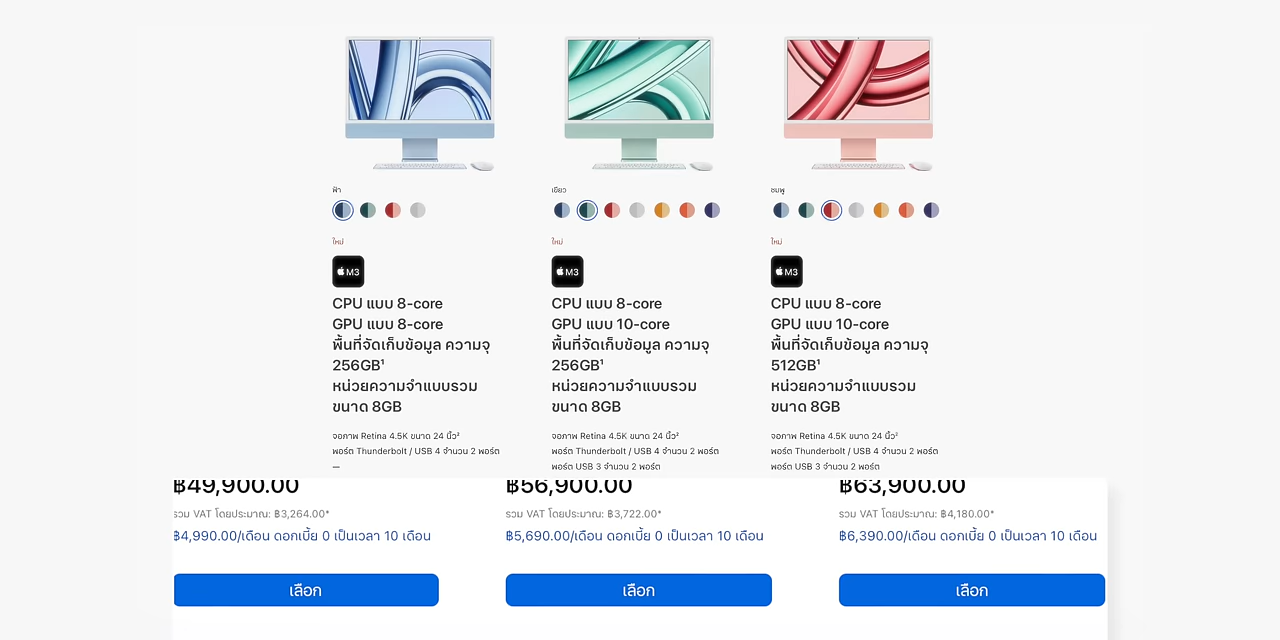 ฟ้า
เขียว
ชมพู
ใหม่
ใหม่
ใหม่
M3
M3
M3
CPU แบบ 8-core
GPU แบบ 8-core
พื้นที่จัดเก็บข้อมูล ความจุ
256GB¹
หน่วยความจำแบบรวม
ขนาด 8GB
CPU แบบ 8-core
GPU แบบ 10-core
พื้นที่จัดเก็บข้อมูล ความจุ
256GB¹
หน่วยความจำแบบรวม
ขนาด 8GB
CPU แบบ 8-core
GPU แบบ 10-core
พื้นที่จัดเก็บข้อมูล ความจุ
512GB¹
หน่วยความจำแบบรวม
ขนาด 8GB
จอภาพ Retina 4.5K ขนาด 24 นิ้ว²
พอร์ต Thunderbolt / USB 4 จำนวน 2 พอร์ต
—
จอภาพ Retina 4.5K ขนาด 24 นิ้ว²
พอร์ต Thunderbolt / USB 4 จำนวน 2 พอร์ต
พอร์ต USB 3 จำนวน 2 พอร์ต
จอภาพ Retina 4.5K ขนาด 24 นิ้ว²
พอร์ต Thunderbolt / USB 4 จำนวน 2 พอร์ต
พอร์ต USB 3 จำนวน 2 พอร์ต
฿49,900.00
รวม VAT โดยประมาณ: ฿3,264.00*
฿4,990.00/เดือน ดอกเบี้ย 0 เป็นเวลา 10 เดือน
เลือก
฿56,900.00
รวม VAT โดยประมาณ: ฿3,722.00*
฿5,690.00/เดือน ดอกเบี้ย 0 เป็นเวลา 10 เดือน
เลือก
฿63,900.00
รวม VAT โดยประมาณ: ฿4,180.00*
฿6,390.00/เดือน ดอกเบี้ย 0 เป็นเวลา 10 เดือน
เลือก